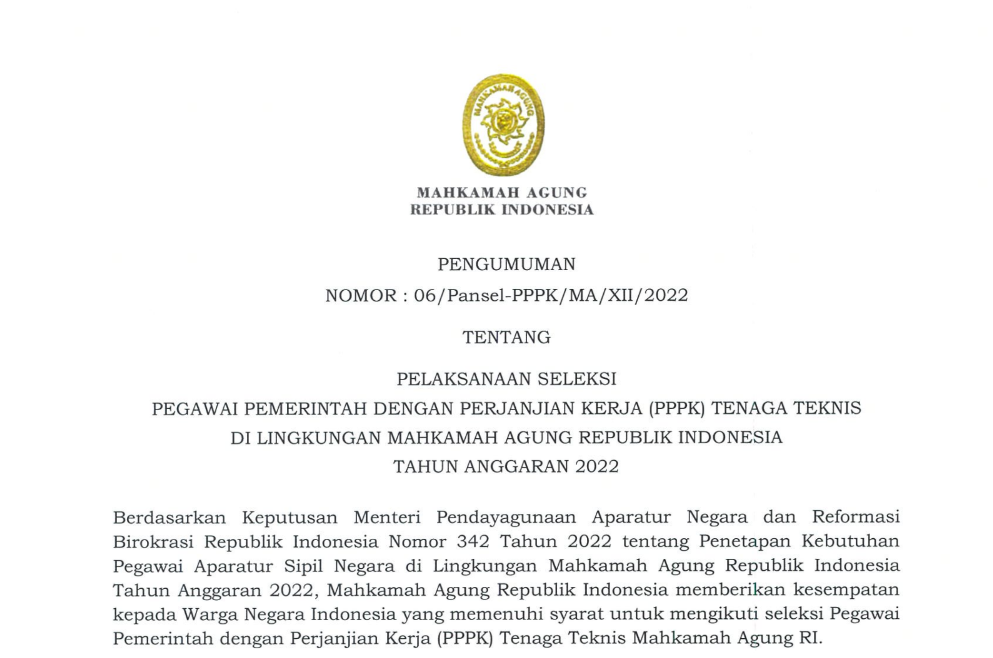 MAHKAMAH AGUNG
MAHKAMAH AGUNG
REPUBLIK INDONESIA
PENGUMUMAN
NOMOR : 06/Pansel-PPPK/MA/XII/2022
TENTANG
PELAKSANAAN SELEKSI
PEGAWAI PEMERINTAH DENGAN PERJANJIAN KERJA (PPPK) TENAGA TEKNIS
DI LINGKUNGAN MAHKAMAH AGUNG REPUBLIK INDONESIA
TAHUN ANGGARAN 2022
Berdasarkan Keputusan Menteri Pendayagunaan Aparatur Negara dan Reformasi
Birokrasi Republik Indonesia Nomor 342 Tahun 2022 tentang Penetapan Kebutuhan
Pegawai Aparatur Sipil Negara di Lingkungan Mahkamah Agung Republik Indonesia
Tahun Anggaran 2022, Mahkamah Agung Republik Indonesia memberikan kesempatan
kepada Warga Negara Indonesia yang memenuhi syarat untuk mengikuti seleksi Pegawai
Pemerintah dengan Perjanjian Kerja (PPPK) Tenaga Teknis Mahkamah Agung RI.